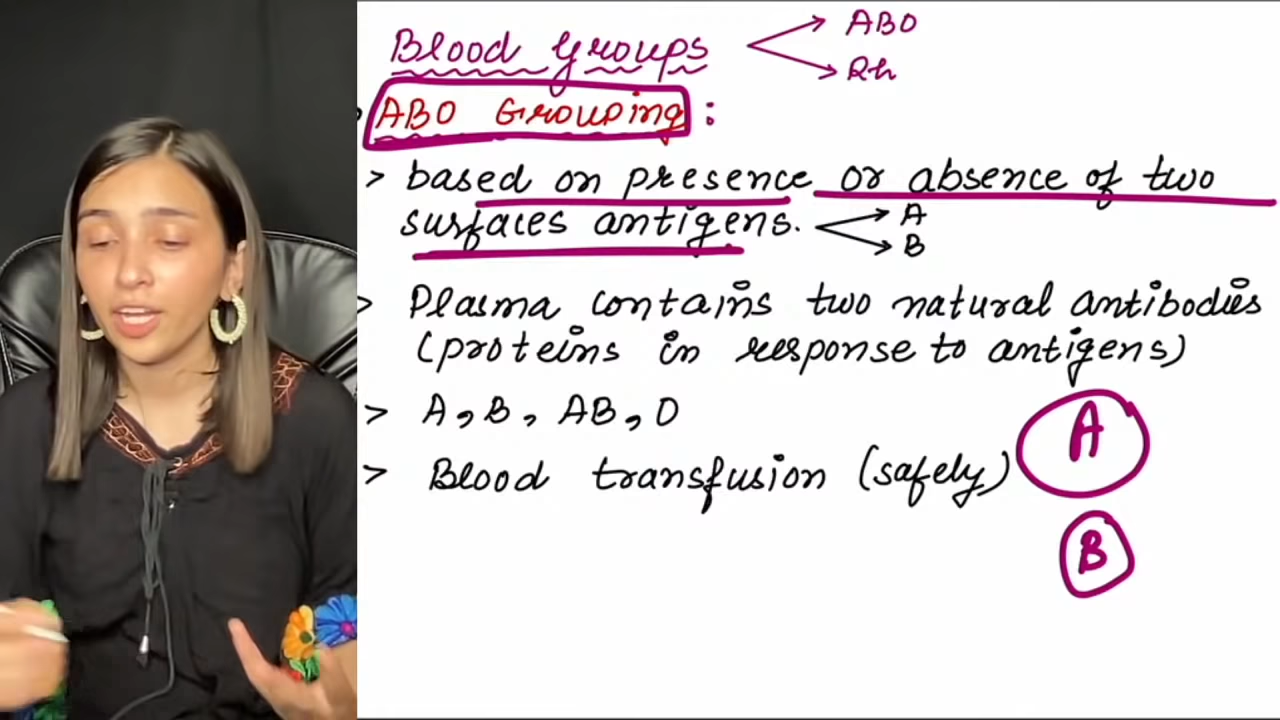 Blood Groups
ABO
Rh
ABO Grouping :
> based on presence or absence of two
surfaces antigens.
A
B
> Plasma contains two natural antibodies
(proteins in response to antigens)
> A, B, AB, O
> Blood transfusion (safely)
A
B